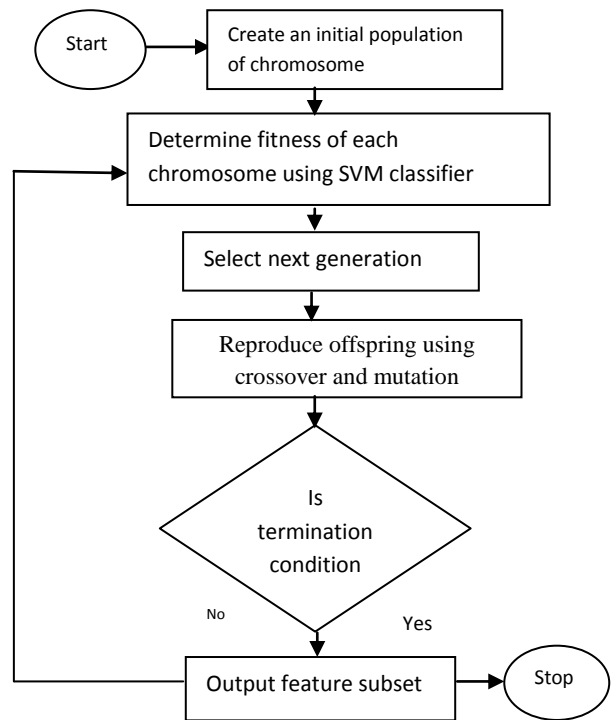 Start
Create an initial population
of chromosome
Determine fitness of each
chromosome using SVM classifier
Select next generation
Reproduce offspring using
crossover and mutation
Is
termination
condition
No
Yes
Output feature subset
Stop